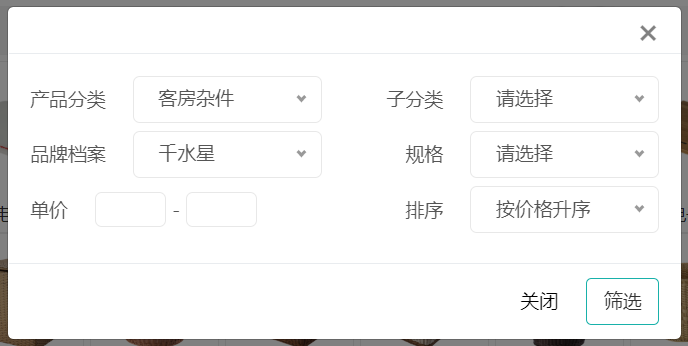 产品分类 客房杂件 子分类 请选择
品牌档案 千水星 规格 请选择
单价 - 排序 按价格升序
关闭 筛选